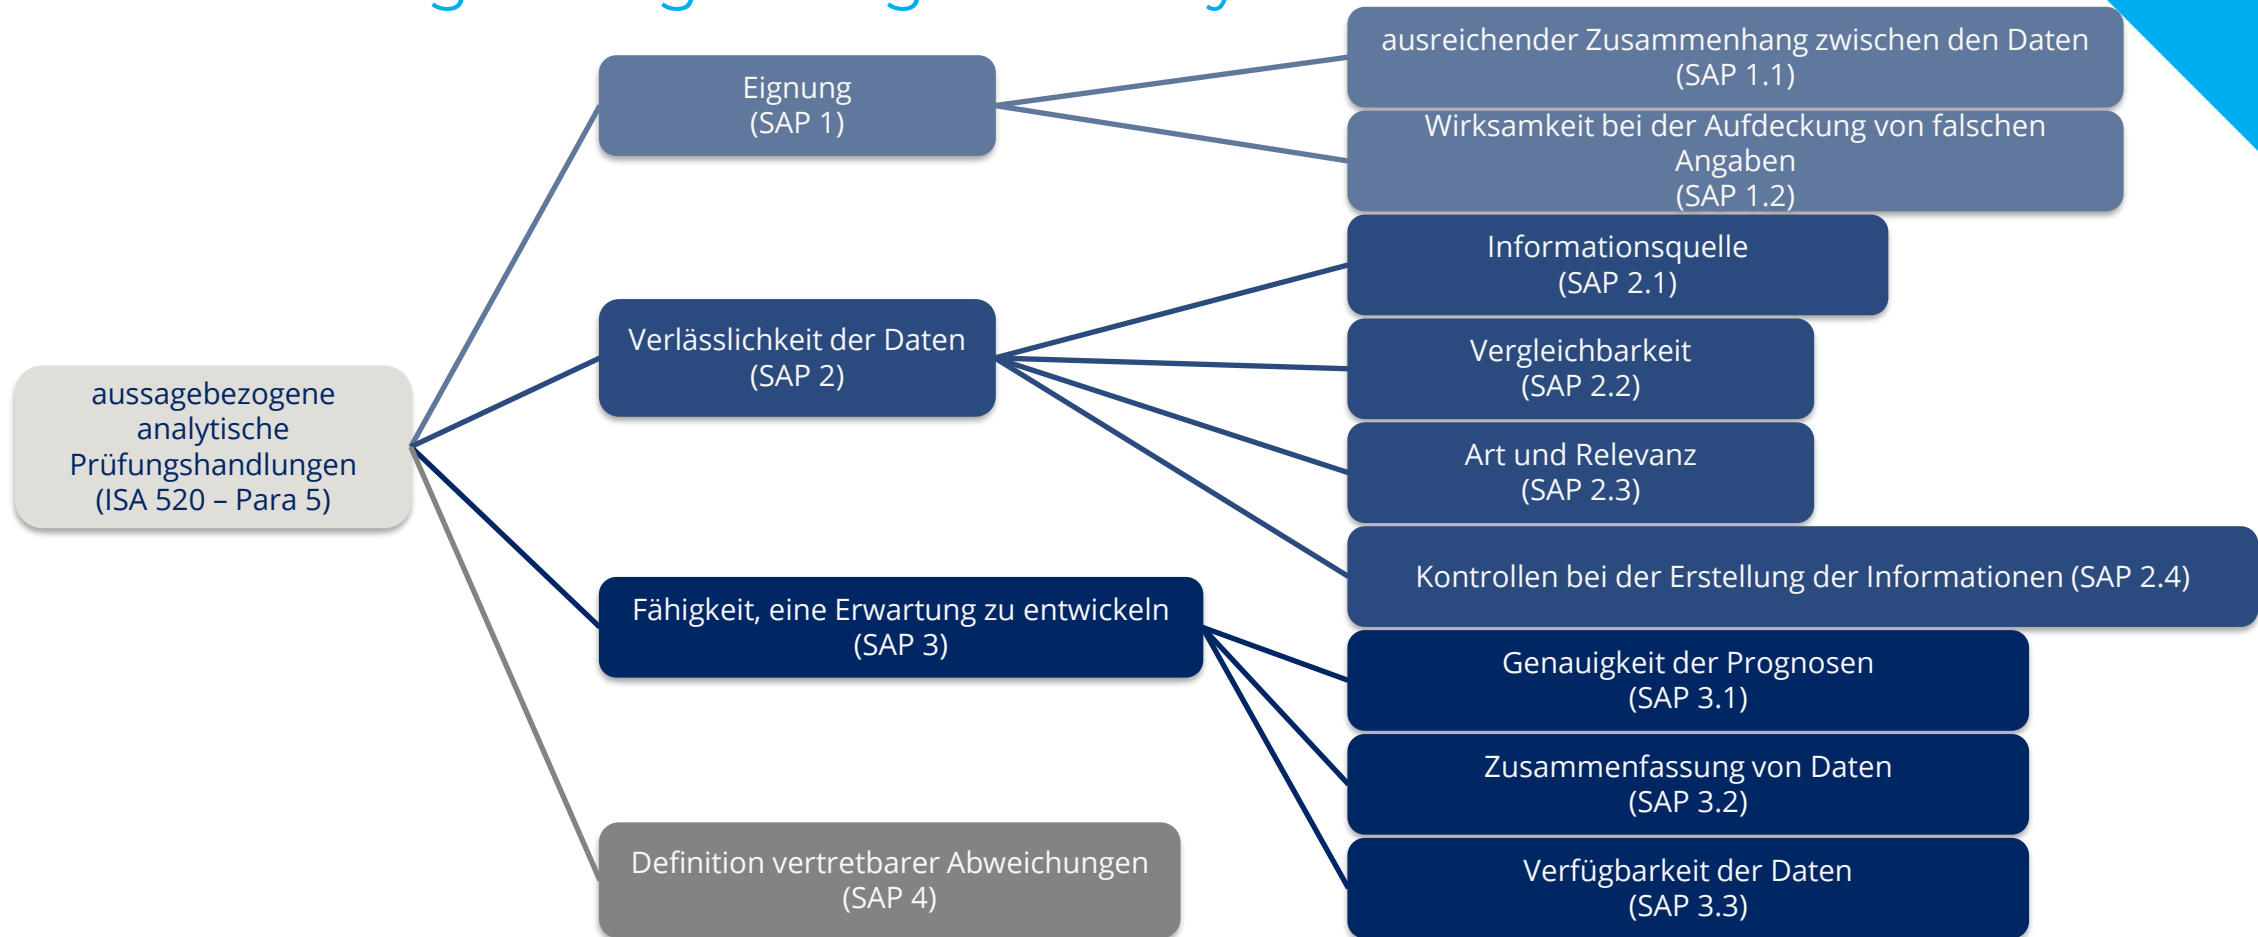 aussagebezogene
analytische
Prüfungshandlungen
(ISA 520 – Para 5)
Eignung
(SAP 1)
ausreichender Zusammenhang zwischen den Daten
(SAP 1.1)
Wirksamkeit bei der Aufdeckung von falschen
Angaben
(SAP 1.2)
Verlässlichkeit der Daten
(SAP 2)
Informationsquelle
(SAP 2.1)
Vergleichbarkeit
(SAP 2.2)
Art und Relevanz
(SAP 2.3)
Kontrollen bei der Erstellung der Informationen (SAP 2.4)
Fähigkeit, eine Erwartung zu entwickeln
(SAP 3)
Genauigkeit der Prognosen
(SAP 3.1)
Zusammenfassung von Daten
(SAP 3.2)
Verfügbarkeit der Daten
(SAP 3.3)
Definition vertretbarer Abweichungen
(SAP 4)